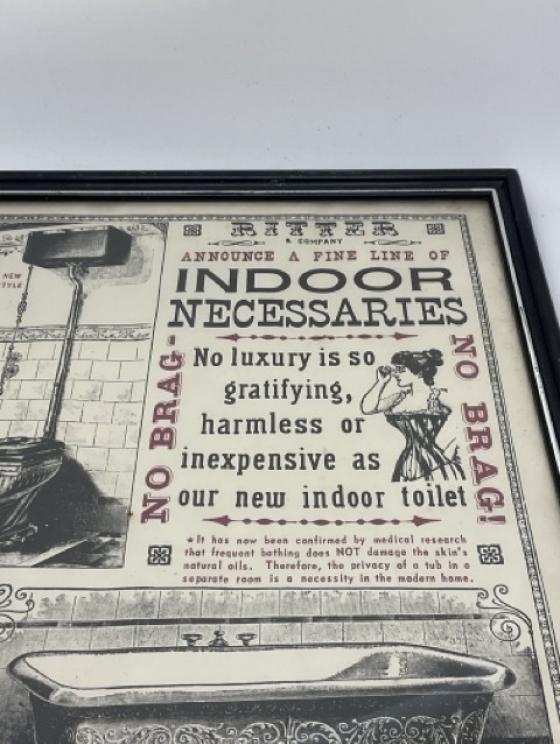 RITTER
& COMPANY
ANNOUNCE A FINE LINE OF
INDOOR
NECESSARIES
NEW
STYLE
NO BRAG-
No luxury is so
gratifying,
harmless or
inexpensive as
our new indoor toilet
NO BRAG!
★It has now been confirmed by medical research
that frequent bathing does NOT damage the skin's
natural oils. Therefore, the privacy of a tub in a
separate room is a necessity in the modern home.